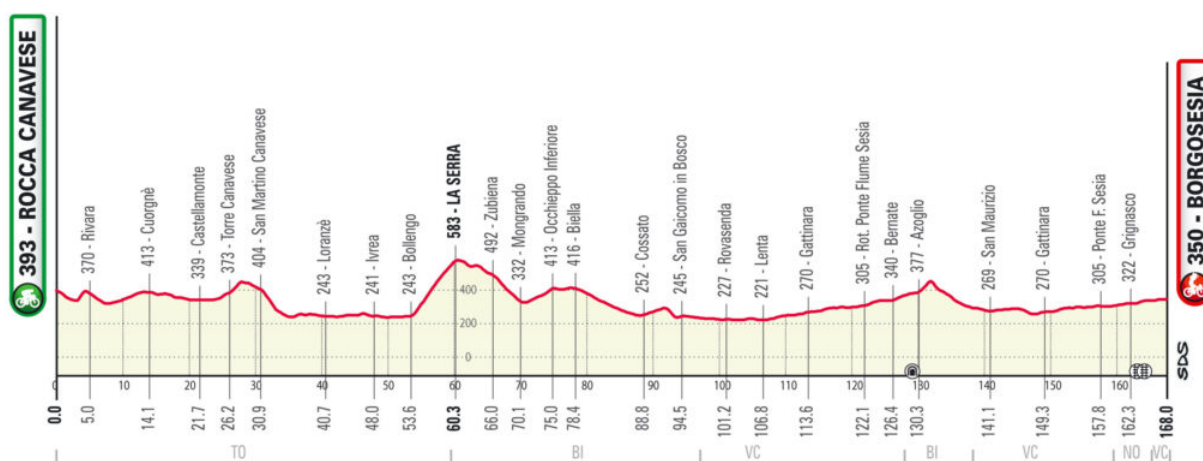 393 - ROCCA CANAVESE
370 - Rivara
413 - Cuorgnè
339 - Castellamonte
373 - Torre Canavese
404 - San Martino Canavese
243 - Loranzè
241 - Ivrea
243 - Bollengo
583 - LA SERRA
492 - Zubiena
332 - Mongrando
413 - Occhieppo Inferiore
416 - Biella
252 - Cossato
245 - San Gaicomo in Bosco
227 - Rovasenda
221 - Lenta
270 - Gattinara
305 - Rot. Ponte Flume Sesia
340 - Bernate
377 - Azoglio
269 - San Maurizio
270 - Gattinara
305 - Ponte F. Sesia
322 - Grignasco
350 - BORGOSESIA
400
200
0
400
200
0
0 10 20 30 40 50 60 70 80 90 100 110 120 130 140 150 160
0.0 5.0 14.1 21.7 26.2 30.9 40.7 48.0 53.6 60.3 66.0 70.1 75.0 78.4 88.8 94.5 101.2 106.8 113.6 122.1 126.4 130.3 141.1 149.3 157.8 162.3 168.0
TO BI VC BI VC NO VC
SDS